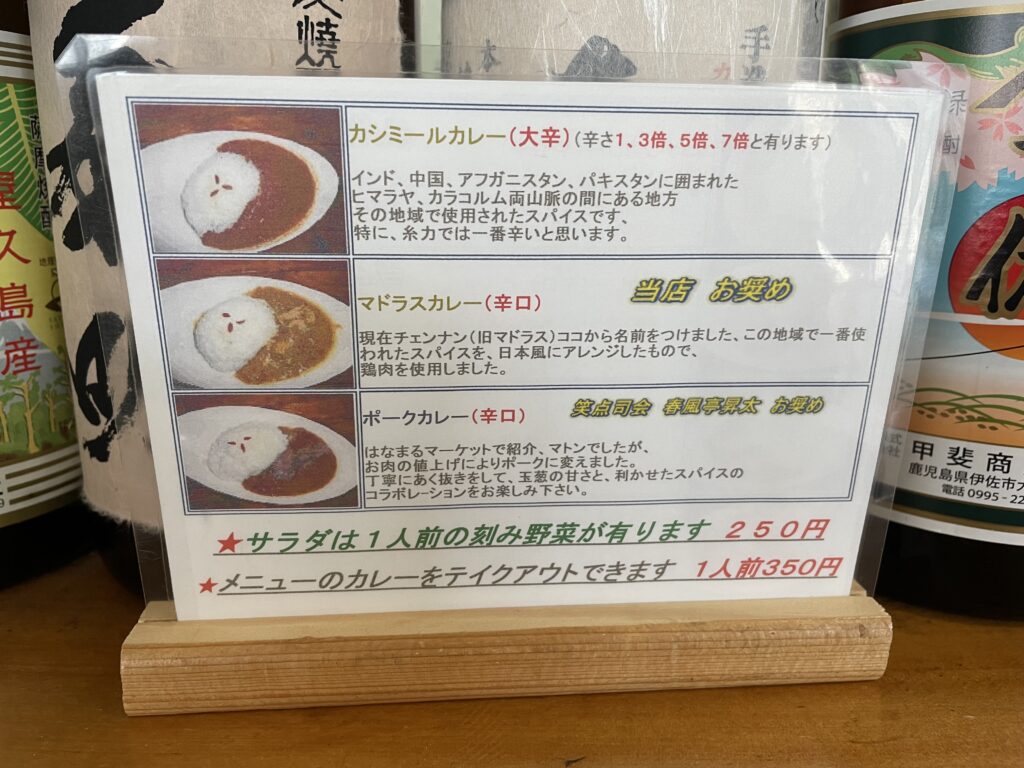 カシミールカレー(大辛)(辛さ1、3倍、5倍、7倍と有ります)
インド、中国、アフガニスタン、パキスタンに囲まれた
ヒマラヤ、カラコルム両山脈の間にある地方
その地域で使用されたスパイスです、
特に、糸力では一番辛いと思います。
マドラスカレー(辛口)
当店 お奨め
現在チェンナン(旧マドラス)ココから名前をつけました、この地域で一番使
われたスパイスを、日本風にアレンジしたもので、
鶏肉を使用しました。
ポークカレー(辛口)
笑点司会 春風亭昇太 お奨め
はなまるマーケットで紹介、マトンでしたが、
お肉の値上げによりポークに変えました。
丁寧にあく抜きをして、玉葱の甘さと、利かせたスパイスの
コラボレーションをお楽しみ下さい。
★サラダは1人前の刻み野菜が有ります 250円
★メニューのカレーをテイクアウトできます 1人前350円
屋久島産
甲斐商
鹿児島県伊佐市大
電話 0995-22